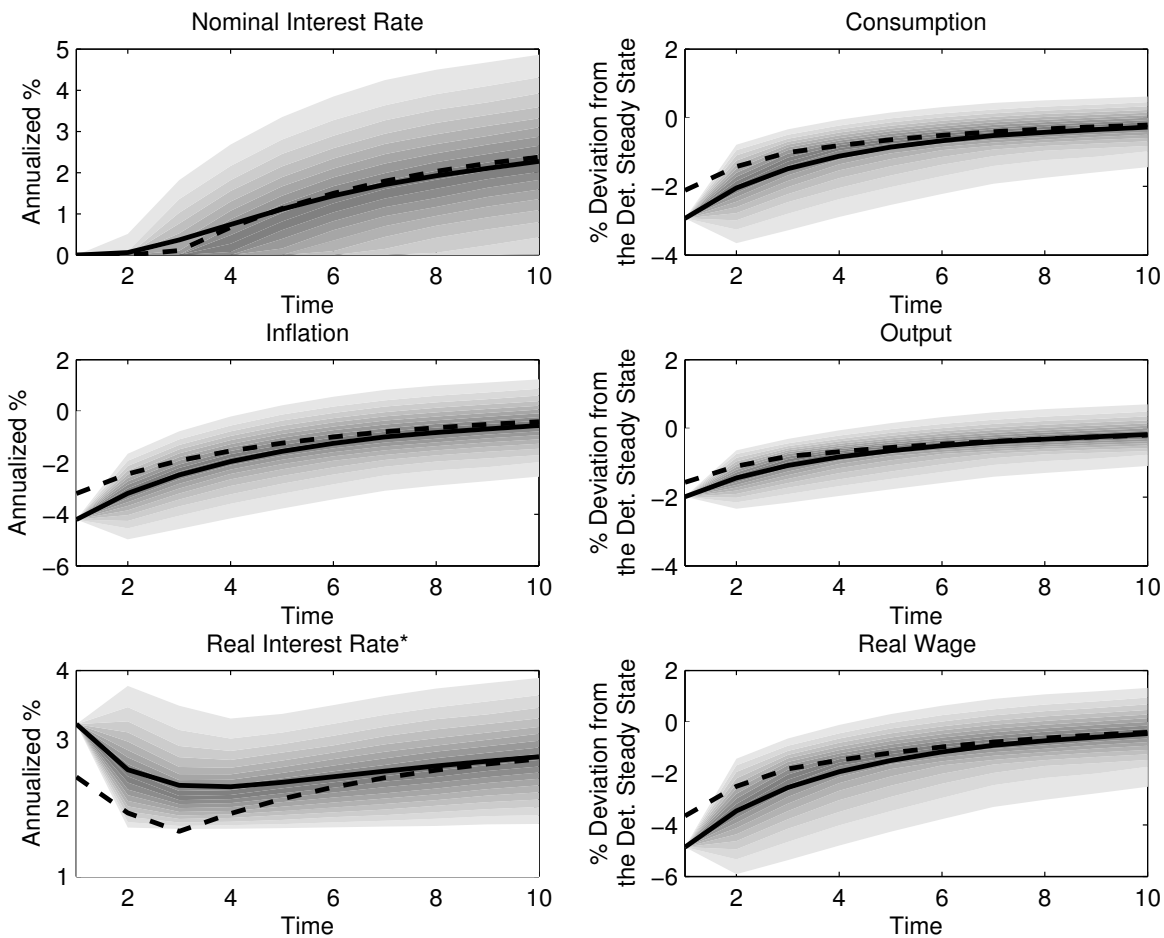 Nominal Interest Rate
Annualized %
5
4
3
2
1
0
2 4 6 8 10
Time
Consumption
% Deviation from
the Det. Steady State
2
0
−2
−4
2 4 6 8 10
Time
Inflation
Annualized %
2
0
−2
−4
−6
2 4 6 8 10
Time
Output
% Deviation from
the Det. Steady State
2
0
−2
−4
2 4 6 8 10
Time
Real Interest Rate*
Annualized %
4
3
2
1
2 4 6 8 10
Time
Real Wage
% Deviation from
the Det. Steady State
2
0
−2
−4
−6
2 4 6 8 10
Time